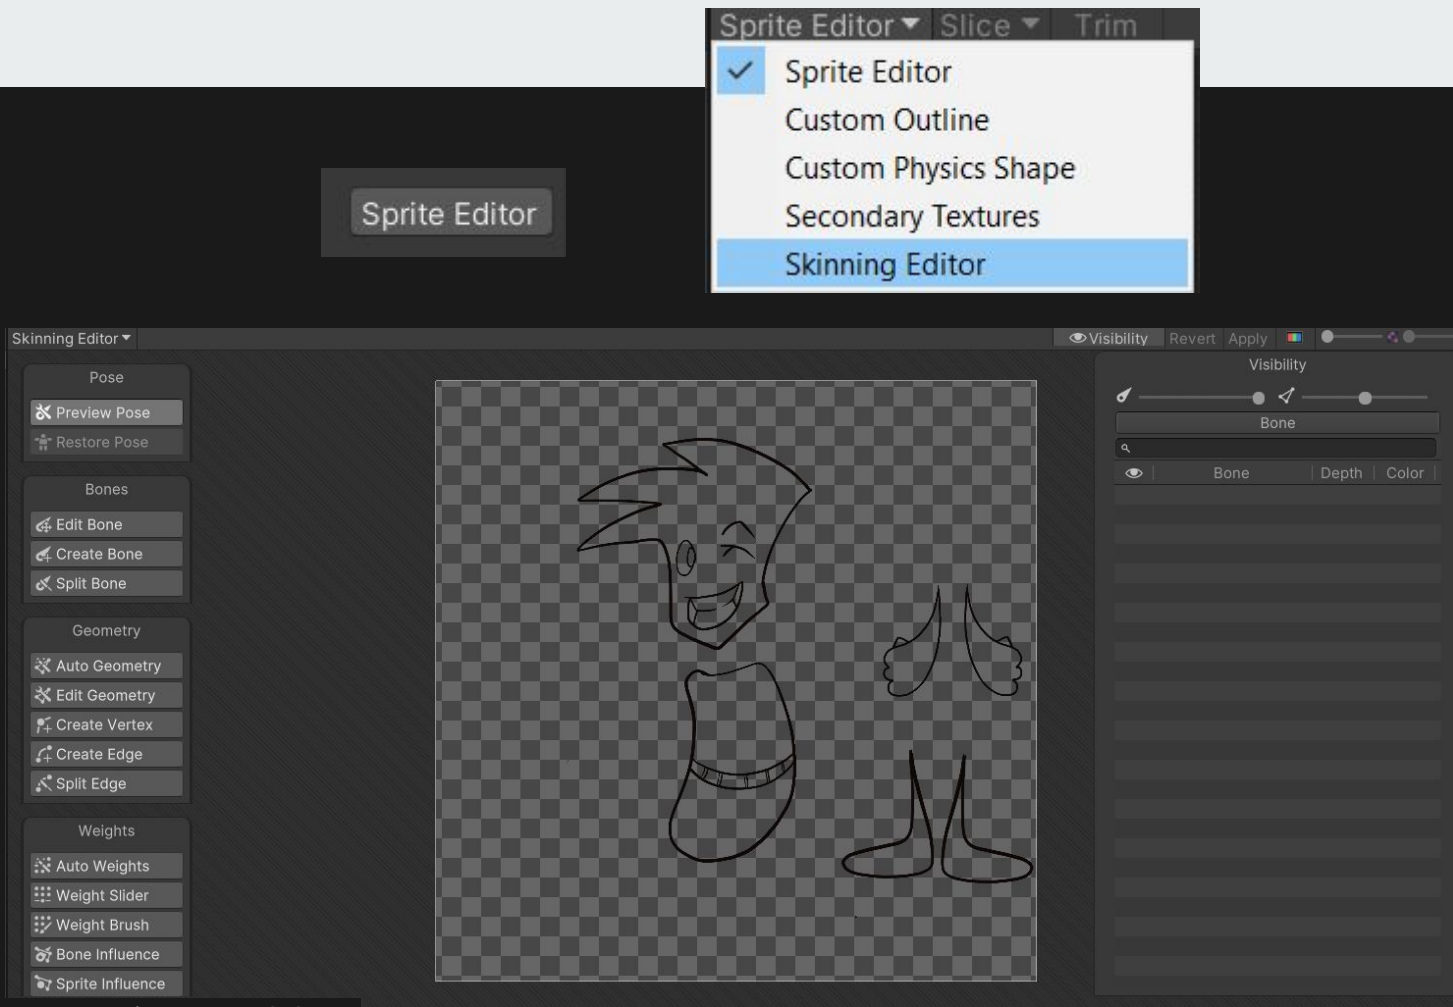 Sprite Editor Slice Trim
Sprite Editor
Custom Outline
Custom Physics Shape
Secondary Textures
Skinning Editor
Sprite Editor
Skinning Editor
Visibility Revert Apply
Pose
Preview Pose
Restore Pose
Bones
Edit Bone
Create Bone
Split Bone
Geometry
Auto Geometry
Edit Geometry
Create Vertex
Create Edge
Split Edge
Weights
Auto Weights
Weight Slider
Weight Brush
Bone Influence
Sprite Influence
Visibility
Bone
Bone Depth Color